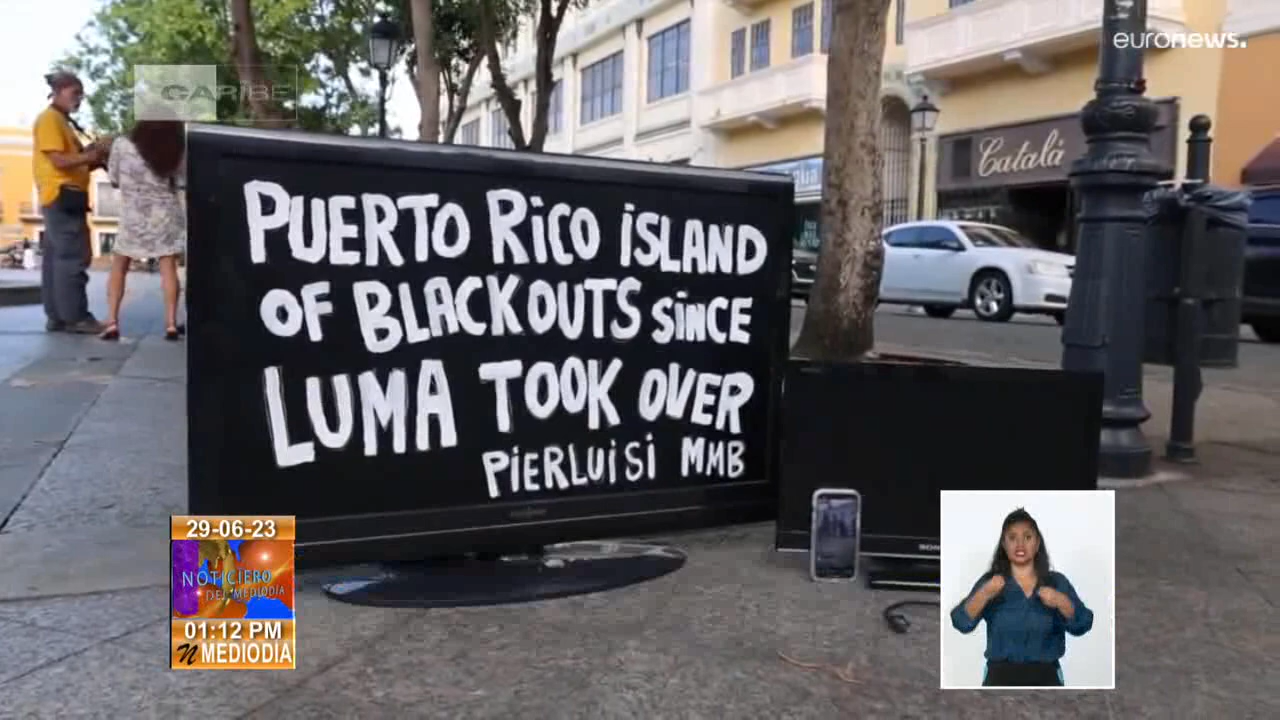 euronews.
CARIBE
Catalá
PUERTO RICO ISLAND
OF BLACKOUTS SINCE
LUMA TOOK OVER
PIERLUISI MMB
SONY
29-06-23
NOTICIERO
DEL MEDIODÍA
01:12 PM
N MEDIODÍA